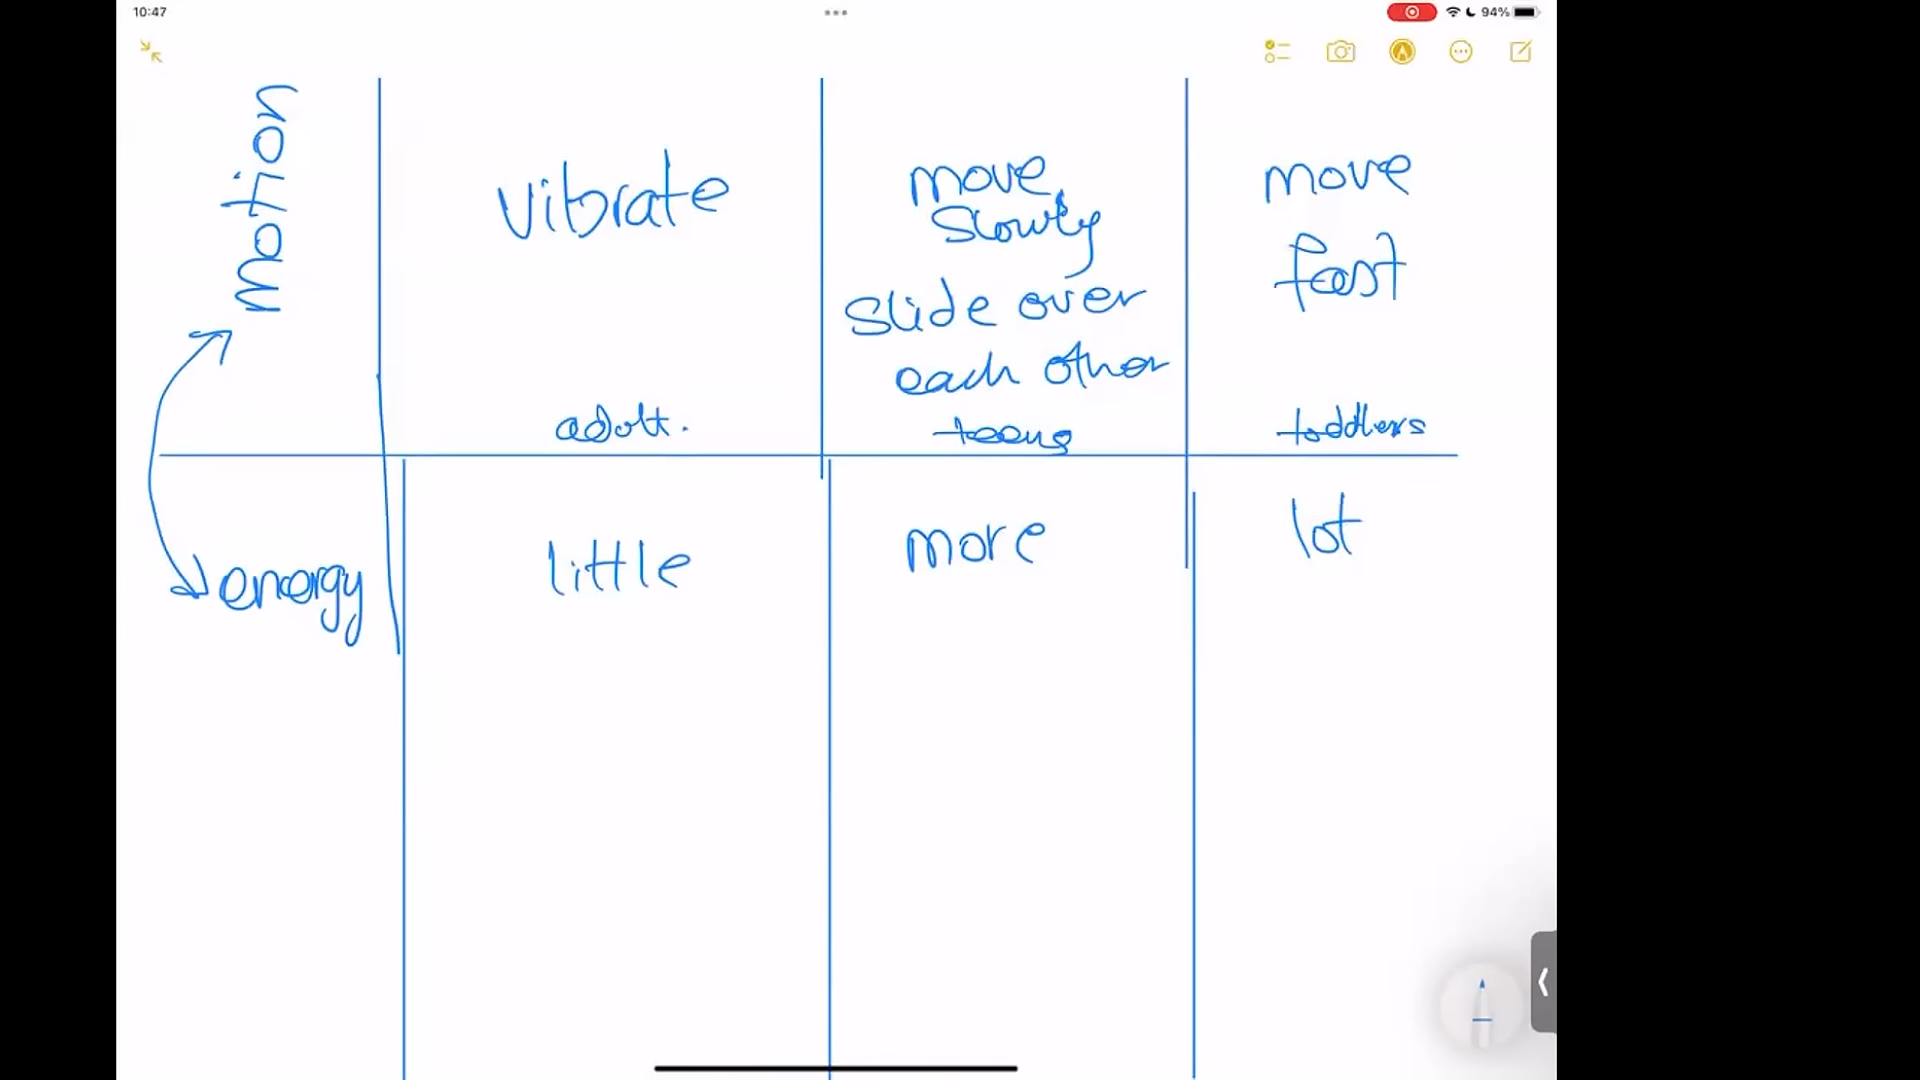 10:47
94%
motion
vibrate
move
slowly
slide over
each other
move
fast
adult.
teens
toddlers
energy
little
more
lot